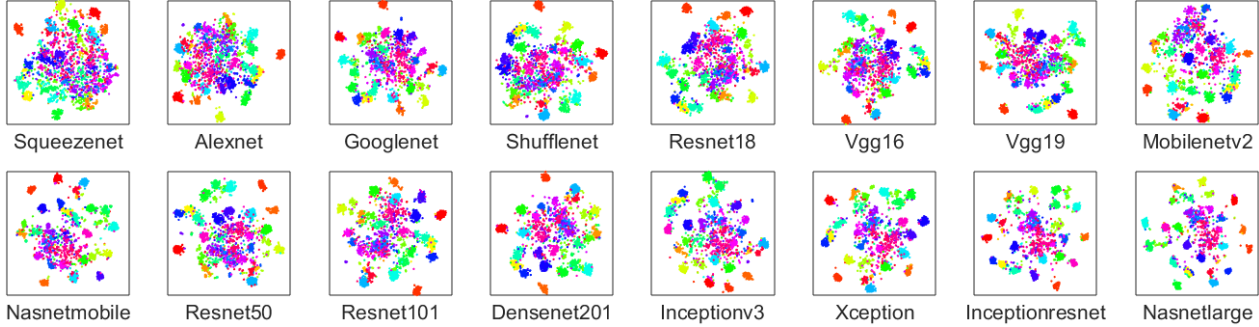 Squeezenet Alexnet Googlenet Shufflenet Resnet18 Vgg16 Vgg19 Mobilenetv2
Nasnetmobile Resnet50 Resnet101 Densenet201 Inceptionv3 Xception Inceptionresnet Nasnetlarge